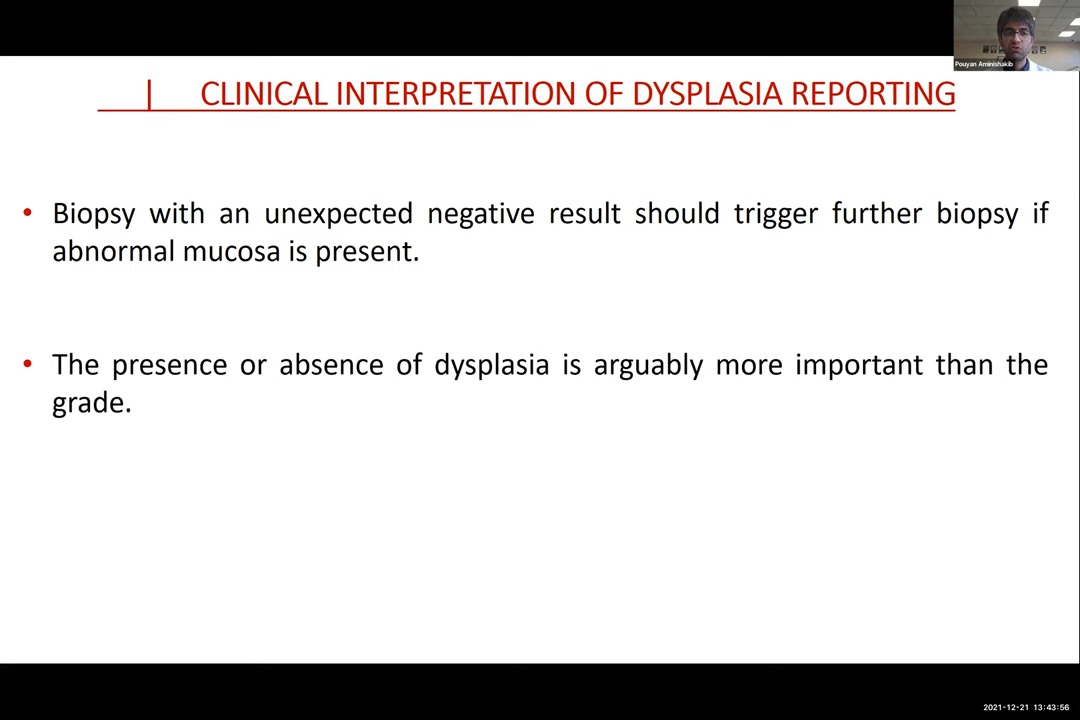 Pouyan Aminishakib
| CLINICAL INTERPRETATION OF DYSPLASIA REPORTING
• Biopsy with an unexpected negative result should trigger further biopsy if
abnormal mucosa is present.
• The presence or absence of dysplasia is arguably more important than the
grade.
2021-12-21 13:43:56